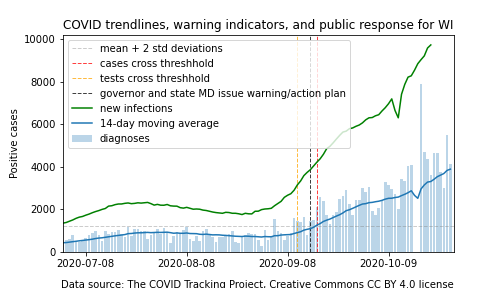 COVID trendlines, warning indicators, and public response for WI
10000
8000
6000
4000
2000
0
Positive cases
mean + 2 std deviations
cases cross threshhold
tests cross threshhold
governor and state MD issue warning/action plan
new infections
14-day moving average
diagnoses
2020-07-08
2020-08-08
2020-09-08
2020-10-09
Data source: The COVID Tracking Project, Creative Commons CC BY 4.0 license